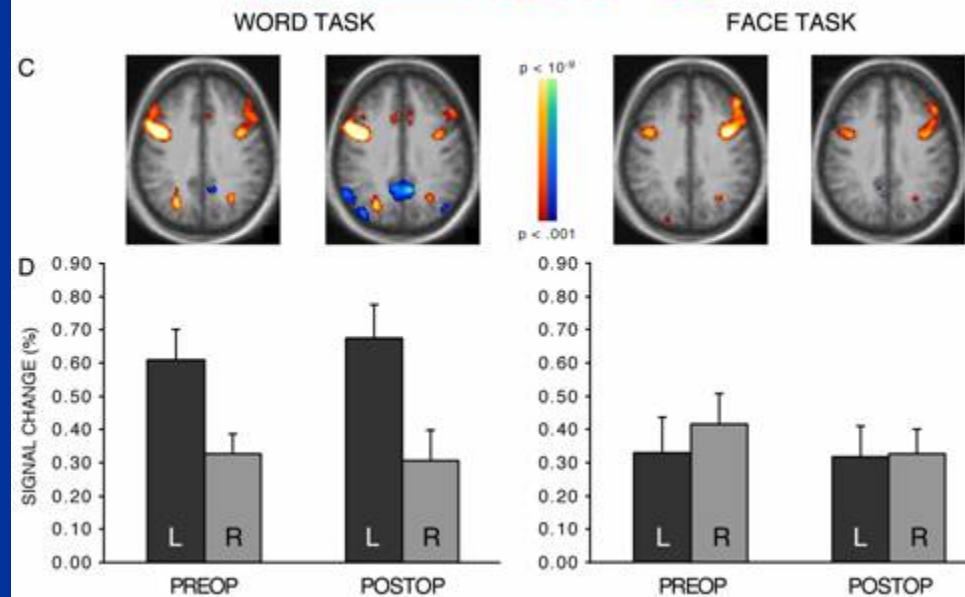 WORD TASK
FACE TASK
C
p < 10⁻⁹
p < .001
D
SIGNAL CHANGE (%)
0.90
0.80
0.70
0.60
0.50
0.40
0.30
0.20
0.10
0.00
L R L R
PREOP POSTOP
0.90
0.80
0.70
0.60
0.50
0.40
0.30
0.20
0.10
0.00
L R L R
PREOP POSTOP